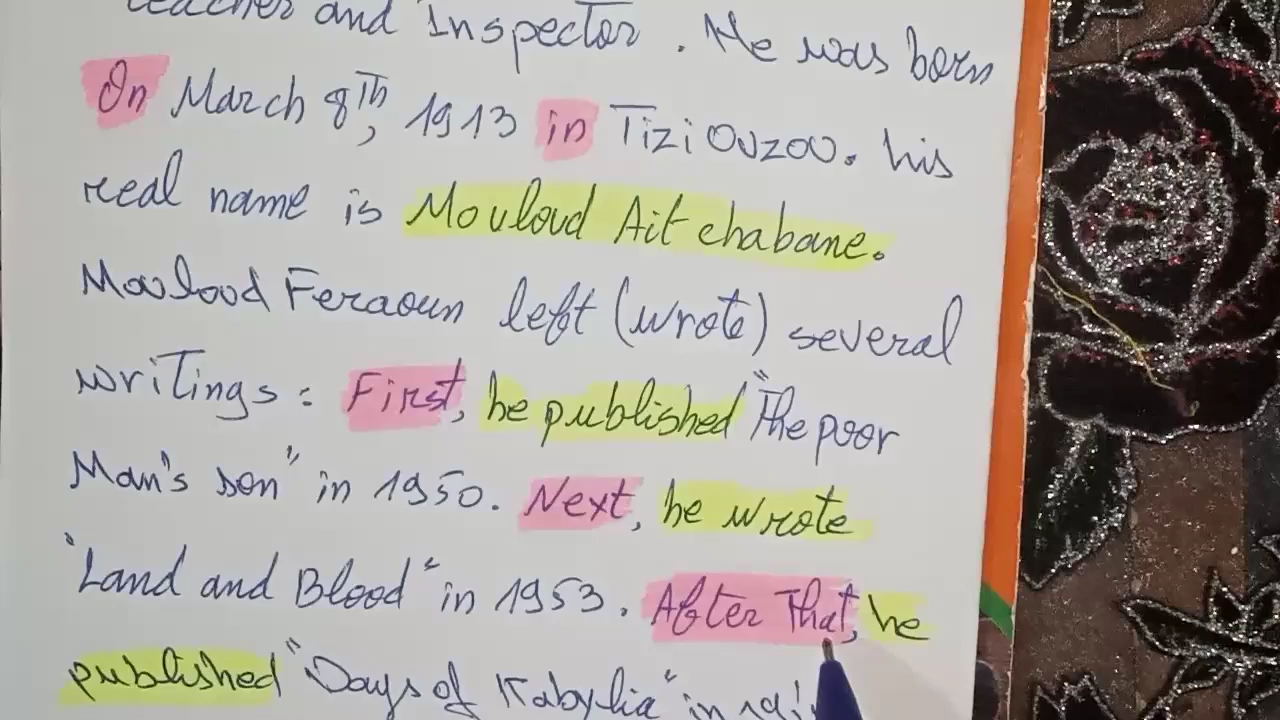 teacher and Inspector. He was born
On March 8Th, 1913 in Tizi Ouzou. his
real name is Mouloud Ait chabane.
Mouloud Feraoun left (wrote) several
writings : First, he published "The poor
Man's son" in 1950. Next, he wrote
"Land and Blood" in 1953. After That, he
published "Days of Kabylia" in